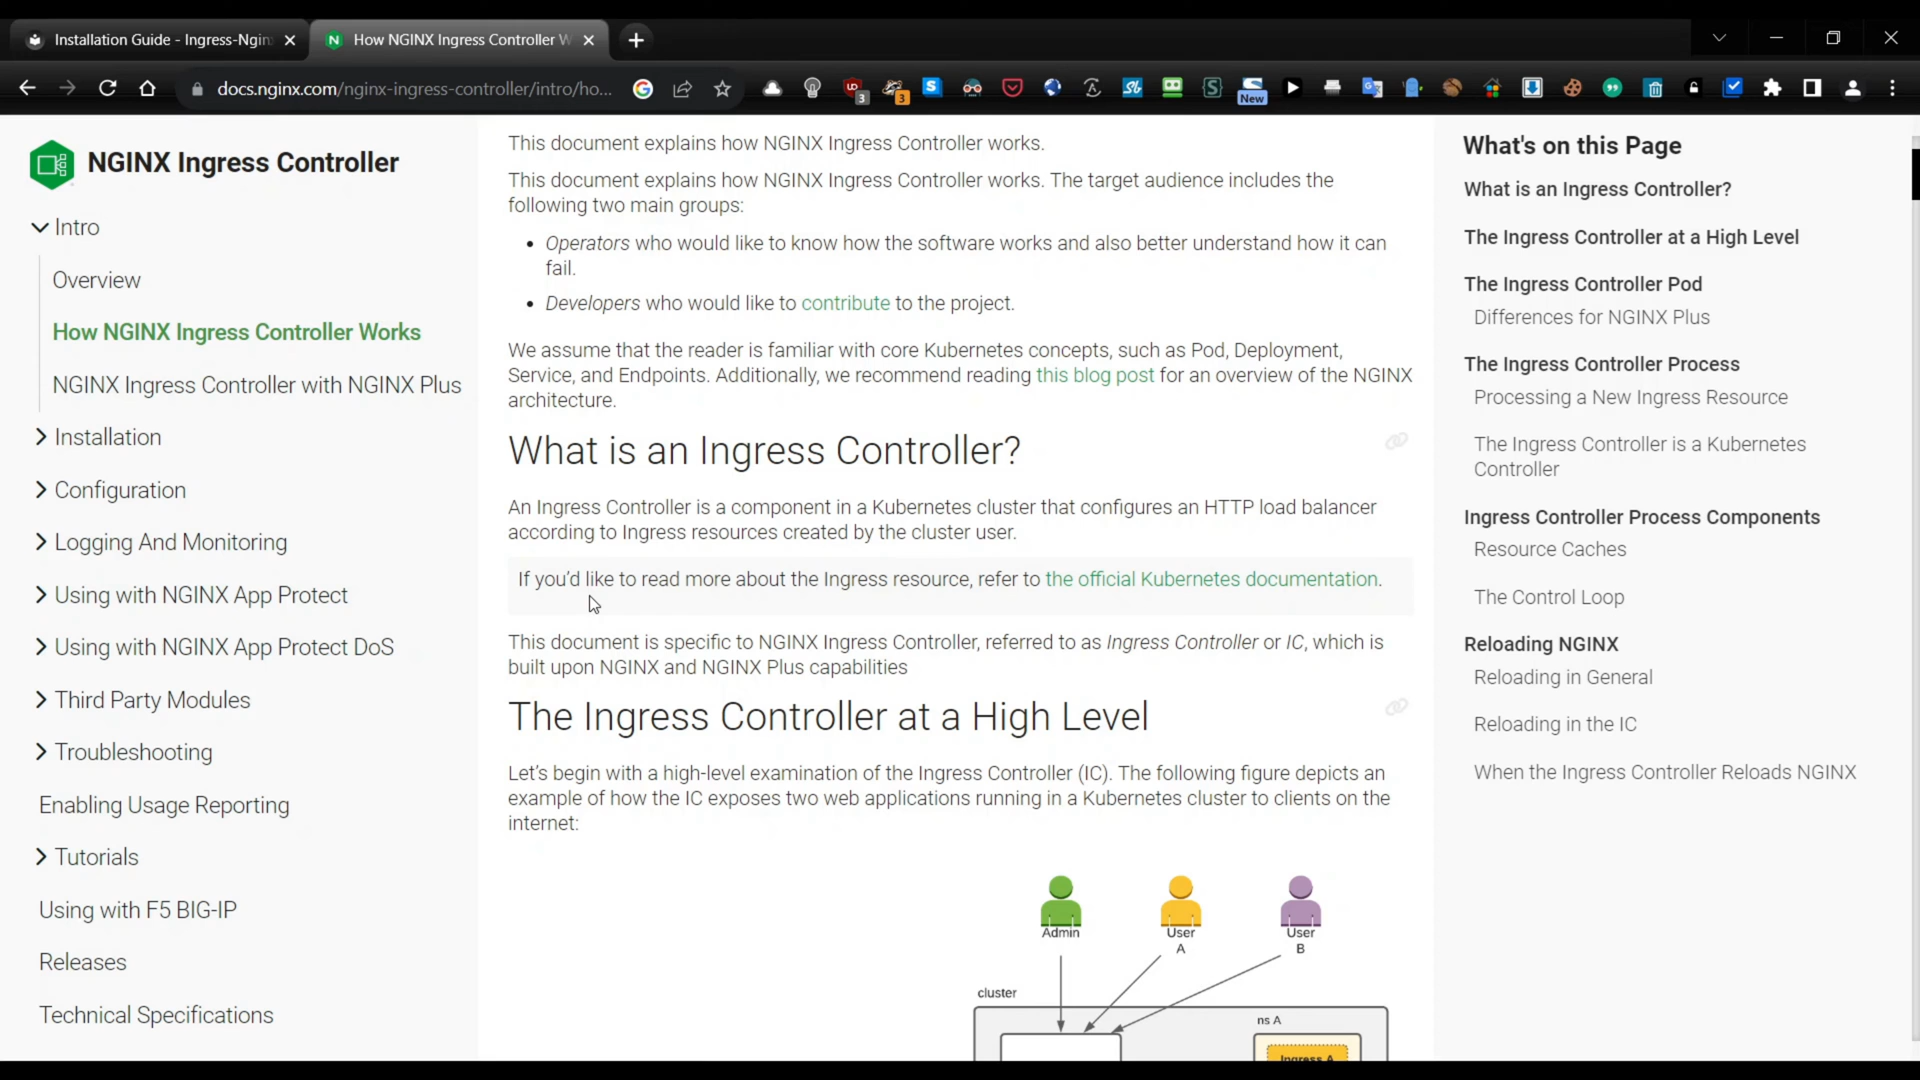 Installation Guide - Ingress-Ngin
How NGINX Ingress Controller W
docs.nginx.com/nginx-ingress-controller/intro/ho...
3
3
New
NGINX Ingress Controller
Intro
Overview
How NGINX Ingress Controller Works
NGINX Ingress Controller with NGINX Plus
Installation
Configuration
Logging And Monitoring
Using with NGINX App Protect
Using with NGINX App Protect DoS
Third Party Modules
Troubleshooting
Enabling Usage Reporting
Tutorials
Using with F5 BIG-IP
Releases
Technical Specifications
This document explains how NGINX Ingress Controller works.
This document explains how NGINX Ingress Controller works. The target audience includes the
following two main groups:
• Operators who would like to know how the software works and also better understand how it can
fail.
• Developers who would like to contribute to the project.
We assume that the reader is familiar with core Kubernetes concepts, such as Pod, Deployment,
Service, and Endpoints. Additionally, we recommend reading this blog post for an overview of the NGINX
architecture.
What is an Ingress Controller?
An Ingress Controller is a component in a Kubernetes cluster that configures an HTTP load balancer
according to Ingress resources created by the cluster user.
If you’d like to read more about the Ingress resource, refer to the official Kubernetes documentation.
This document is specific to NGINX Ingress Controller, referred to as Ingress Controller or IC, which is
built upon NGINX and NGINX Plus capabilities
The Ingress Controller at a High Level
Let’s begin with a high-level examination of the Ingress Controller (IC). The following figure depicts an
example of how the IC exposes two web applications running in a Kubernetes cluster to clients on the
internet:
Admin
User
A
User
B
cluster
ns A
Ingress A
What's on this Page
What is an Ingress Controller?
The Ingress Controller at a High Level
The Ingress Controller Pod
Differences for NGINX Plus
The Ingress Controller Process
Processing a New Ingress Resource
The Ingress Controller is a Kubernetes
Controller
Ingress Controller Process Components
Resource Caches
The Control Loop
Reloading NGINX
Reloading in General
Reloading in the IC
When the Ingress Controller Reloads NGINX